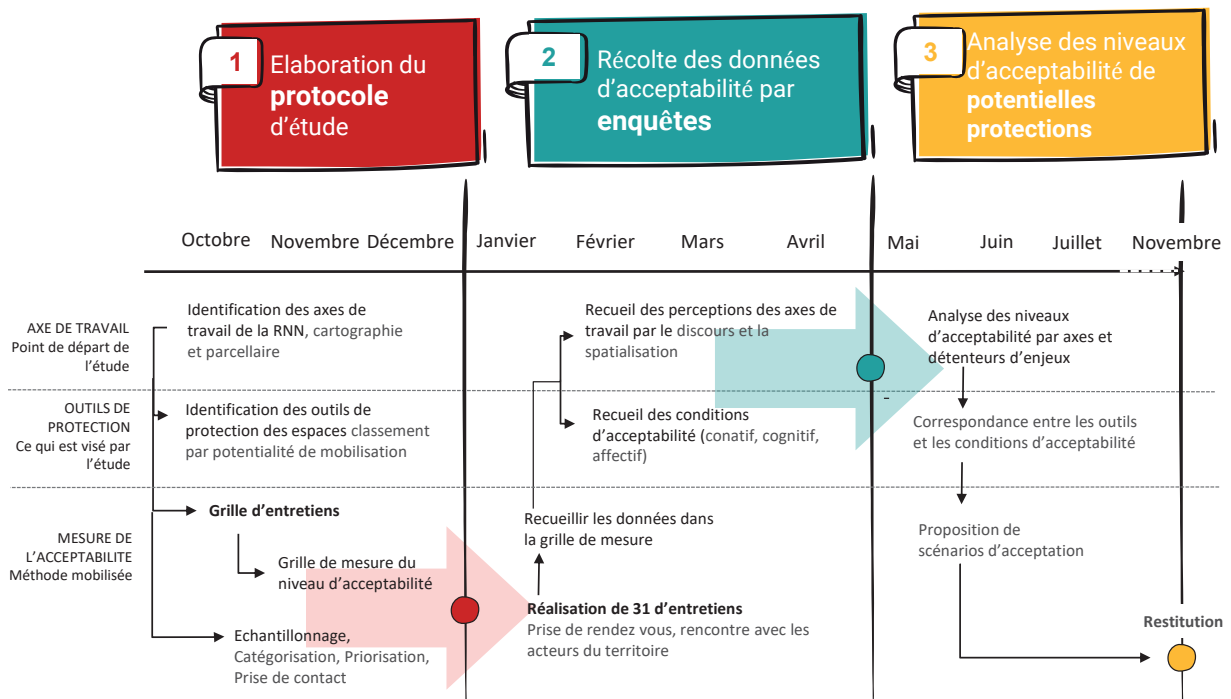 1
Elaboration du
protocole
d'étude
2
Récolte des données
d'acceptabilité par
enquêtes
3
Analyse des niveaux
d'acceptabilité de
potentielles
protections
Octobre Novembre Décembre Janvier Février Mars Avril Mai Juin Juillet Novembre
AXE DE TRAVAIL
Point de départ de
l'étude
Identification des axes de
travail de la RNN, cartographie
et parcellaire
Recueil des perceptions des axes de
travail par le discours et la
spatialisation
Analyse des niveaux
d'acceptabilité par axes et
détenteurs d'enjeux
OUTILS DE
PROTECTION
Ce qui est visé par
l'étude
Identification des outils de
protection des espaces classement
par potentialité de mobilisation
Recueil des conditions
d'acceptabilité (conatif, cognitif,
affectif)
-
Correspondance entre les outils
et les conditions d'acceptabilité
MESURE DE
L'ACCEPTABILITE
Méthode mobilisée
Grille d'entretiens
Grille de mesure du
niveau d'acceptabilité
Echantillonnage,
Catégorisation, Priorisation,
Prise de contact
Recueillir les données dans
la grille de mesure
Réalisation de 31 d'entretiens
Prise de rendez vous, rencontre avec les
acteurs du territoire
Proposition de
scénarios d'acceptation
Restitution